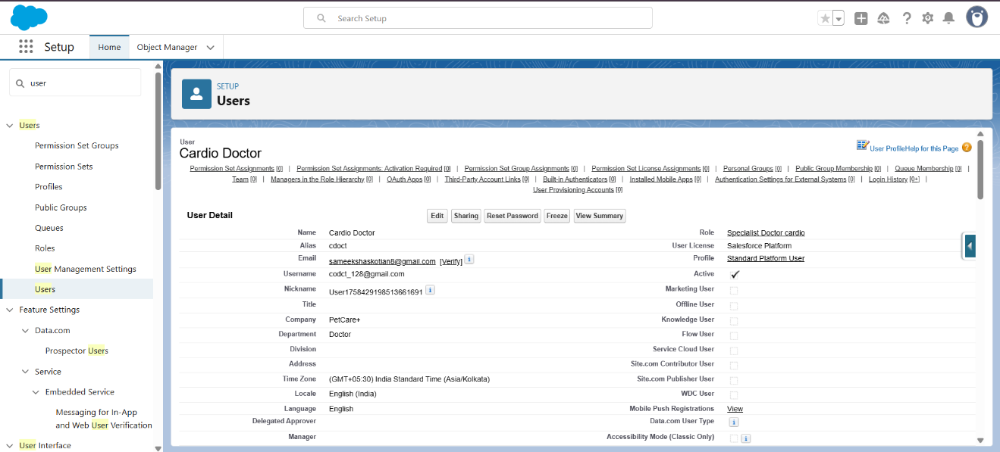 Search Setup
Setup
Home
Object Manager
user
Users
Permission Set Groups
Permission Sets
Profiles
Public Groups
Queues
Roles
User Management Settings
Users
Feature Settings
Data.com
Prospector Users
Service
Embedded Service
Messaging for In-App
and Web User Verification
User Interface
SETUP
Users
User
Cardio Doctor
User Profile Help for this Page ?
Permission Set Assignments [0] | Permission Set Assignments: Activation Required [0] | Permission Set Group Assignments [0] | Permission Set License Assignments [0] | Personal Groups [0] | Public Group Membership [0] | Queue Membership [0] |
Team [0] | Managers in the Role Hierarchy [0] | OAuth Apps [0] | Third-Party Account Links [0] | Built-in Authenticators [0] | Installed Mobile Apps [0] | Authentication Settings for External Systems [0] | Login History [0+] |
User Provisioning Accounts [0]
User Detail
Edit Sharing Reset Password Freeze View Summary
Name Cardio Doctor Role Specialist Doctor cardio
Alias cdoct User License Salesforce Platform
Email sameekshaskotian8@gmail.com [Verify] i Profile Standard Platform User
Username codct_128@gmail.com Active ✓
Nickname User1758429198513661691 i Marketing User
Title Offline User
Company PetCare+ Knowledge User
Department Doctor Flow User
Division Service Cloud User
Address Site.com Contributor User
Time Zone (GMT+05:30) India Standard Time (Asia/Kolkata) Site.com Publisher User
Locale English (India) WDC User
Language English Mobile Push Registrations View
Delegated Approver Data.com User Type i
Manager Accessibility Mode (Classic Only) i